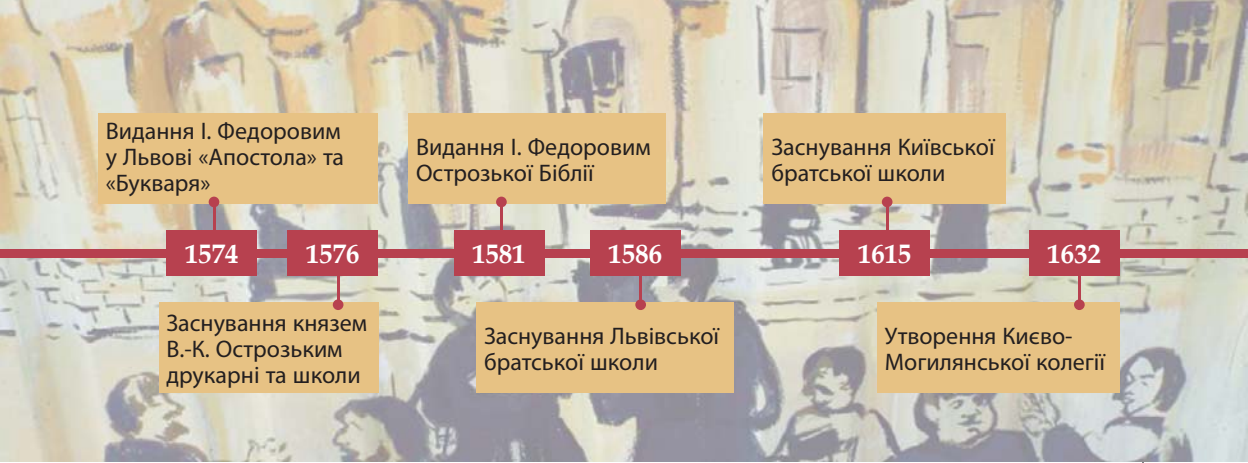 Видання І. Федоровим
у Львові «Апостола» та
«Букваря»
1574
1576
Заснування князем
В.-К. Острозьким
друкарні та школи
Видання І. Федоровим
Острозької Біблії
1581
1586
Заснування Львівської
братської школи
Заснування Київської
братської школи
1615
1632
Утворення Києво-
Могилянської колегії